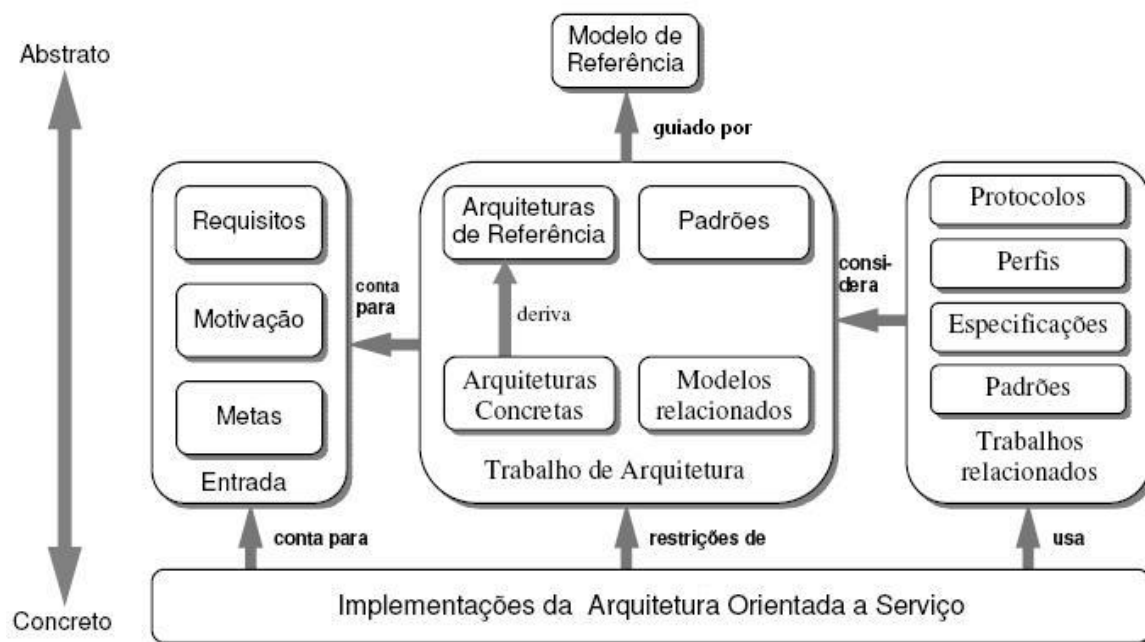 Modelo de
Referência
Abstrato
guiado por
Requisitos
Motivação
Metas
Entrada
conta
para
Arquiteturas
de Referência
Padrões
deriva
Arquiteturas
Concretas
Modelos
relacionados
Trabalho de Arquitetura
consi-
dera
Protocolos
Perfis
Especificações
Padrões
Trabalhos
relacionados
conta para
restrições de
usa
Implementações da Arquitetura Orientada a Serviço
Concreto